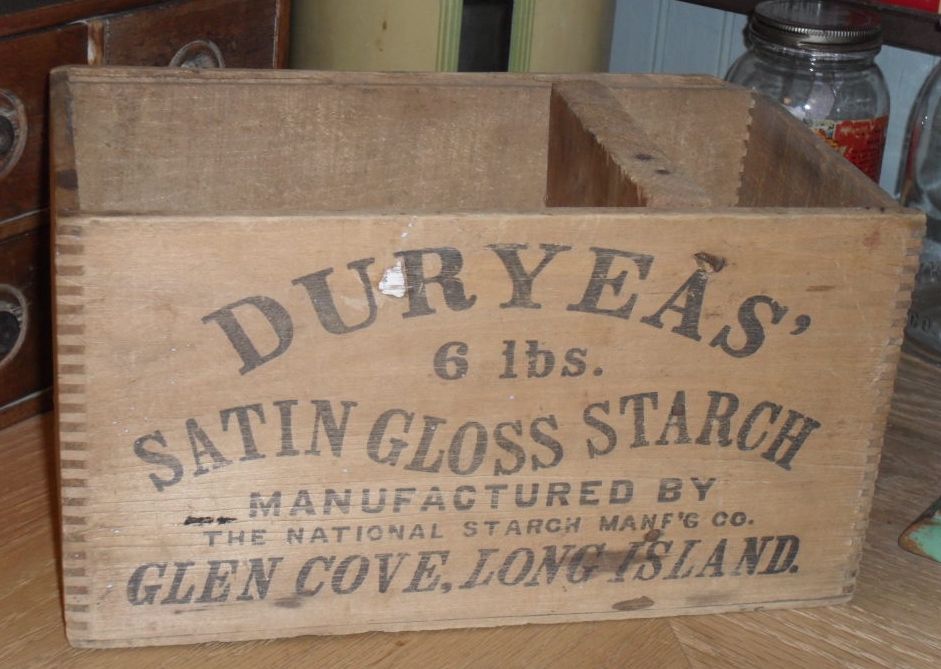 DURYEAS'
6 lbs.
SATIN GLOSS STARCH
MANUFACTURED BY
THE NATIONAL STARCH MANF'G CO.
GLEN COVE, LONG ISLAND.